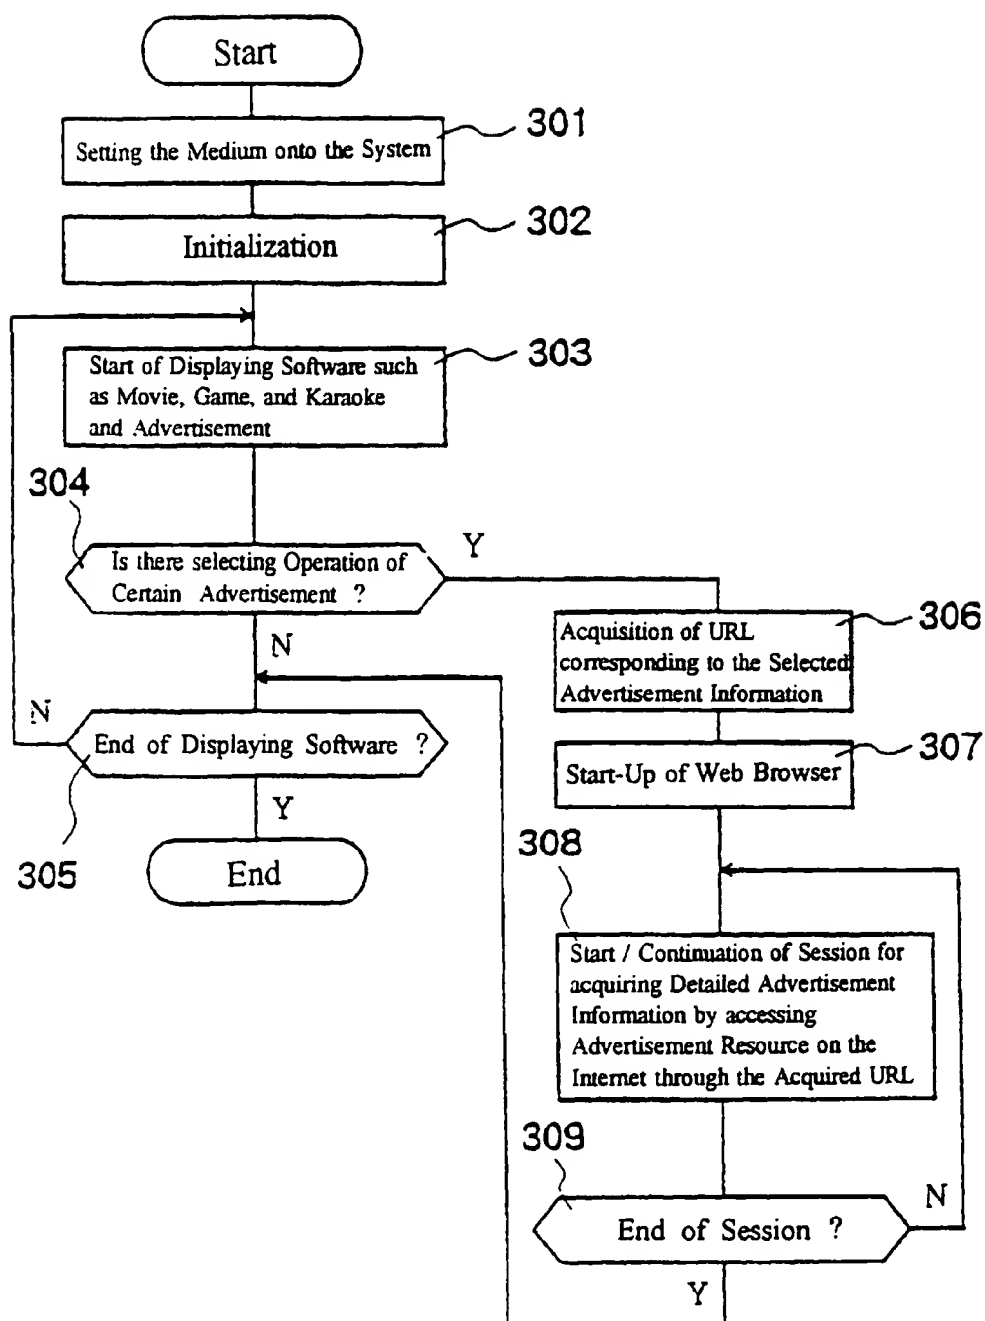 Start
301
Setting the Medium onto the System
302
Initialization
303
Start of Displaying Software such
as Movie, Game, and Karaoke
and Advertisement
304
Is there selecting Operation of
Certain Advertisement ?
Y
N
N
End of Displaying Software ?
305
Y
End
306
Acquisition of URL
corresponding to the Selected
Advertisement Information
307
Start-Up of Web Browser
308
Start / Continuation of Session for
acquiring Detailed Advertisement
Information by accessing
Advertisement Resource on the
Internet through the Acquired URL
309
End of Session ?
N
Y